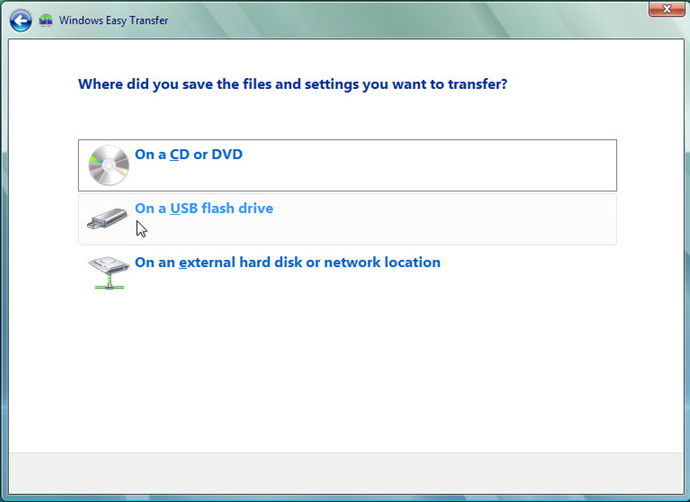 Windows Easy Transfer
Where did you save the files and settings you want to transfer?
On a CD or DVD
On a USB flash drive
On an external hard disk or network location